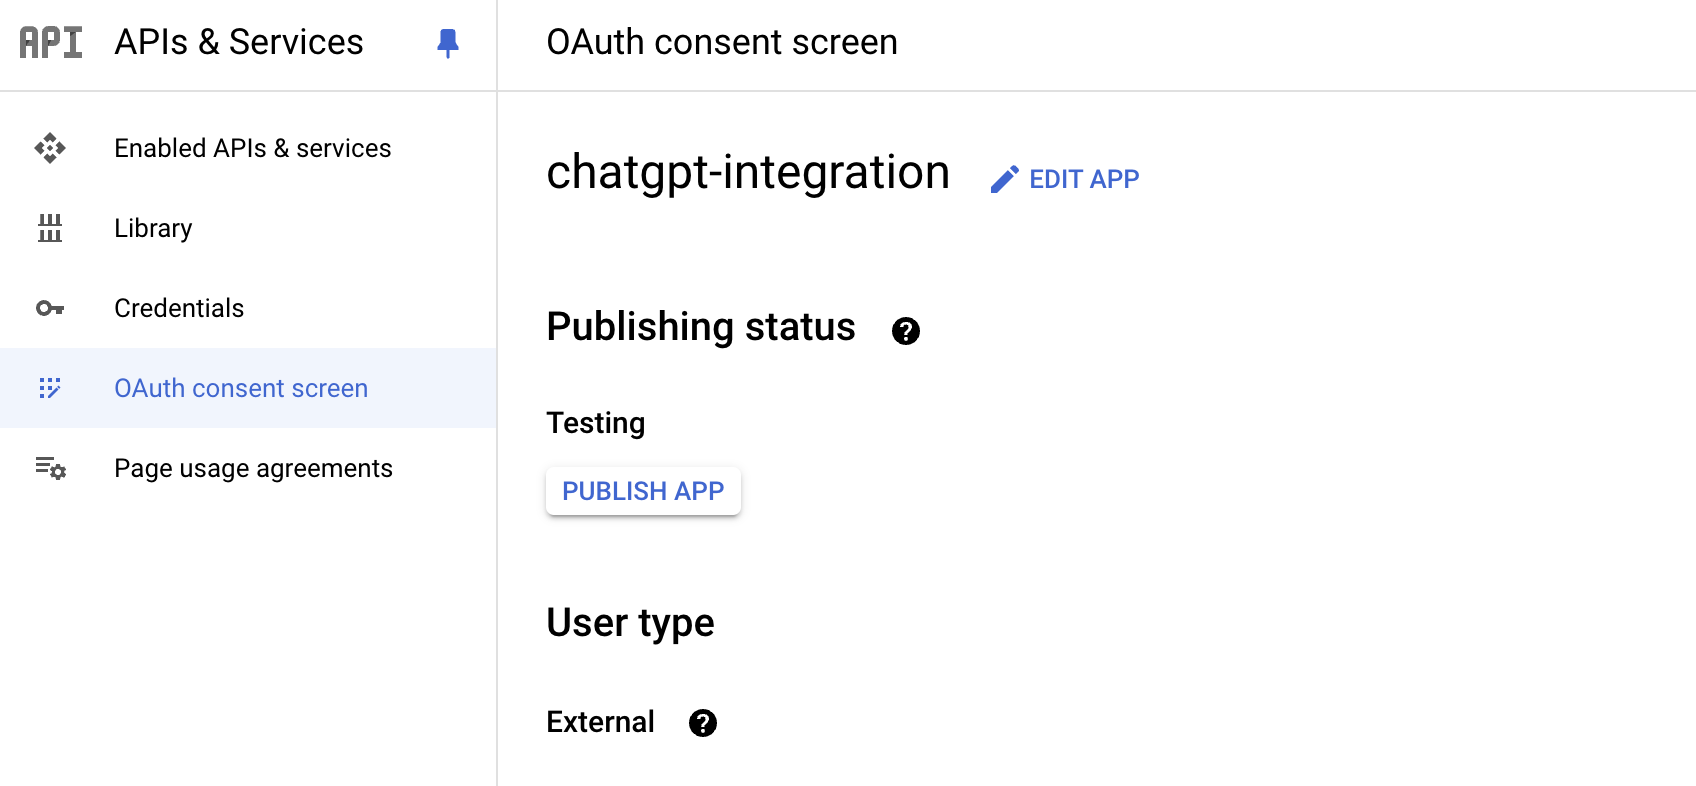 API APIs & Services
Enabled APIs & services
Library
Credentials
OAuth consent screen
Page usage agreements
OAuth consent screen
chatgpt-integration
EDIT APP
Publishing status
Testing
PUBLISH APP
User type
External